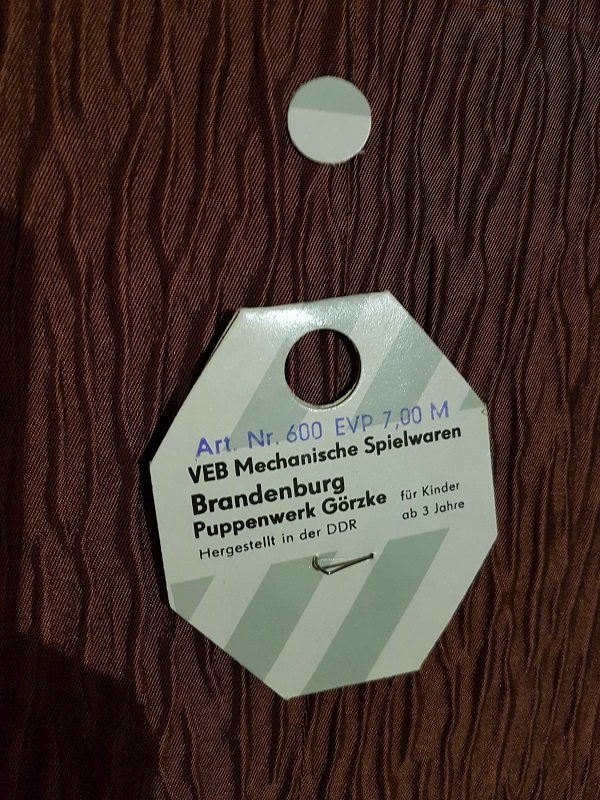 Art. Nr. 600 EVP 7,00 M
VEB Mechanische Spielwaren
Brandenburg
Puppenwerk Görzke für Kinder
Hergestellt in der DDR ab 3 Jahre